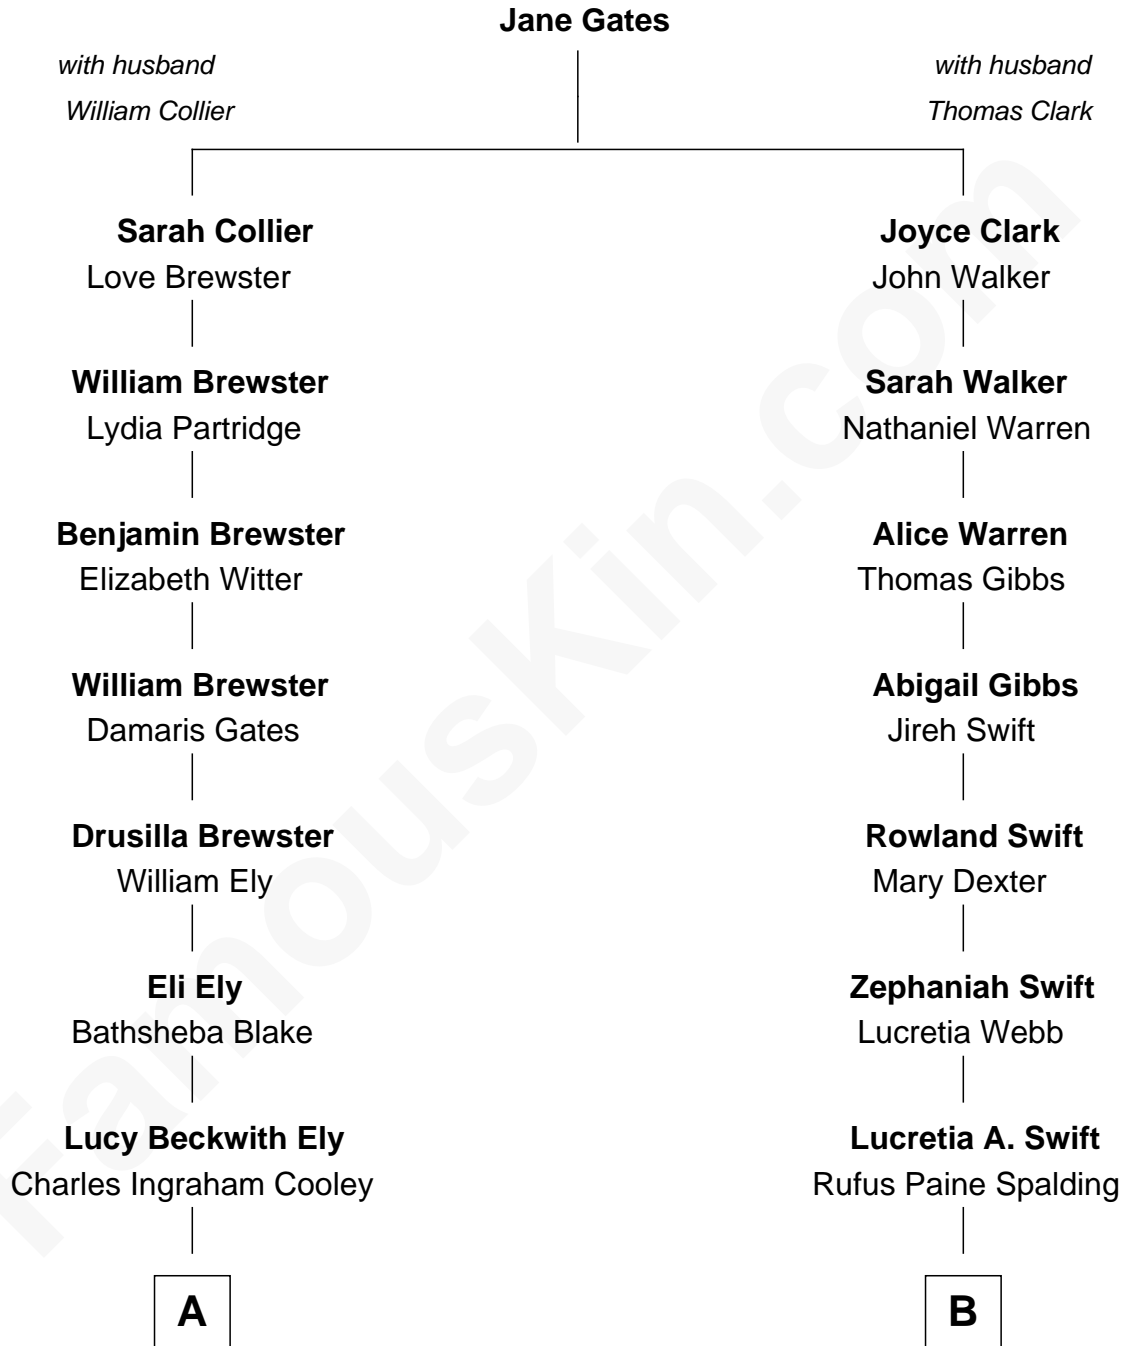 Jane Gates
with husband
William Collier
with husband
Thomas Clark
Sarah Collier
Love Brewster
Joyce Clark
John Walker
William Brewster
Lydia Partridge
Sarah Walker
Nathaniel Warren
Benjamin Brewster
Elizabeth Witter
Alice Warren
Thomas Gibbs
William Brewster
Damaris Gates
Abigail Gibbs
Jireh Swift
Drusilla Brewster
William Ely
Rowland Swift
Mary Dexter
Eli Ely
Bathsheba Blake
Zephaniah Swift
Lucretia Webb
Lucy Beckwith Ely
Charles Ingraham Cooley
Lucretia A. Swift
Rufus Paine Spalding
A
B
FamousKin.com